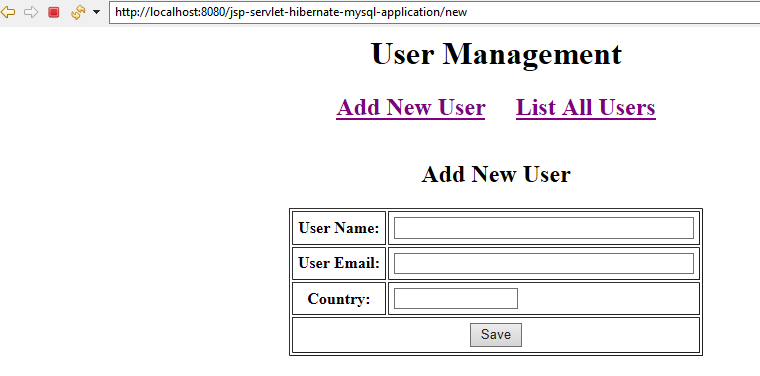 http://localhost:8080/jsp-servlet-hibernate-mysql-application/new
User Management
Add New User List All Users
Add New User
User Name:
User Email:
Country:
Save